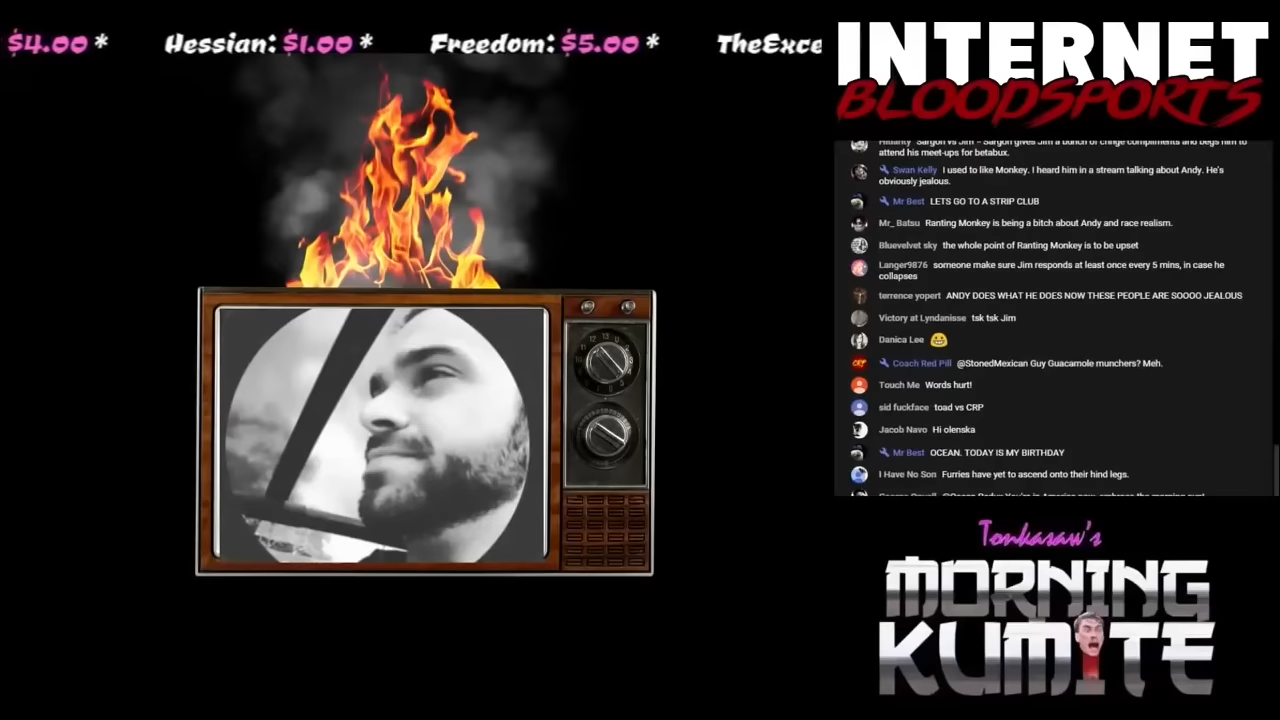 $4.00 * Hessian: $1.00 * Freedom: $5.00 * TheExce
INTERNET
BLOODSPORTS
Sargon vs Jim = Sargon gives Jim a bunch of cringe compliments and begs him to
attend his meet-ups for betabux.
Swan Kelly I used to like Monkey. I heard him in a stream talking about Andy. He's
obviously jealous.
Mr Best LETS GO TO A STRIP CLUB
Mr_ Batsu Ranting Monkey is being a bitch about Andy and race realism.
Bluevelvet sky the whole point of Ranting Monkey is to be upset
Langer9876 someone make sure Jim responds at least once every 5 mins, in case he
collapses
terrence yopert ANDY DOES WHAT HE DOES NOW THESE PEOPLE ARE SOOOO JEALOUS
Victory at Lyndanisse tsk tsk Jim
Danica Lee
CRP Coach Red Pill @StonedMexican Guy Guacamole munchers? Meh.
Touch Me Words hurt!
sid fuckface toad vs CRP
Jacob Navo Hi olenska
Mr Best OCEAN. TODAY IS MY BIRTHDAY
I Have No Son Furries have yet to ascend onto their hind legs.
Tonkasaw's
MORNING
KUMITE